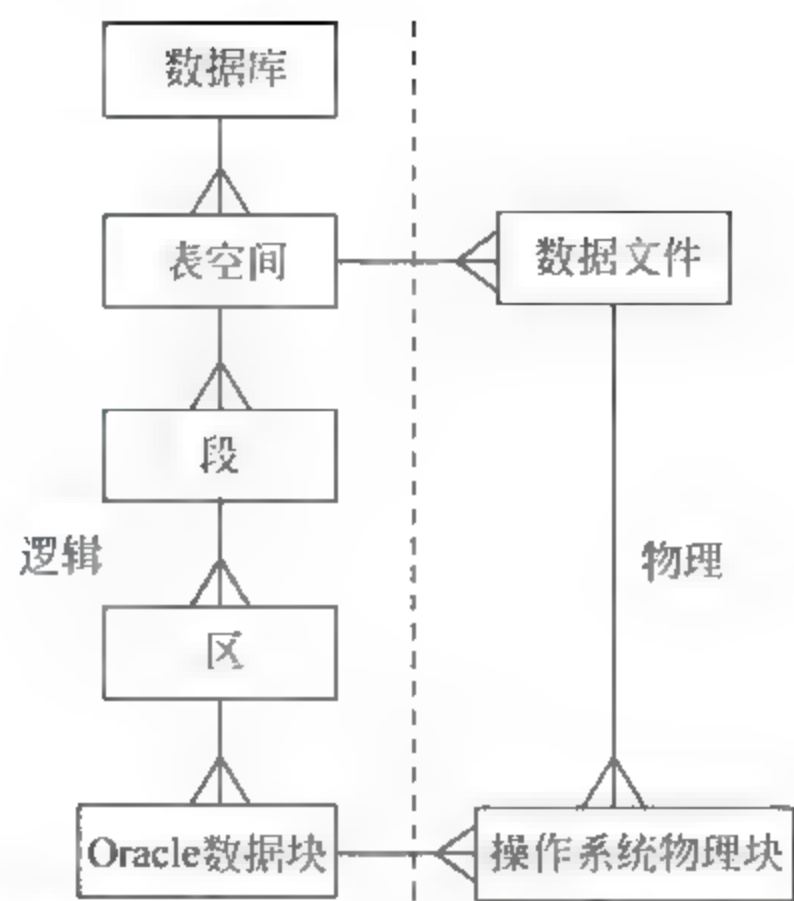 数据库
表空间
数据文件
段
逻辑
物理
区
Oracle数据块
操作系统物理块